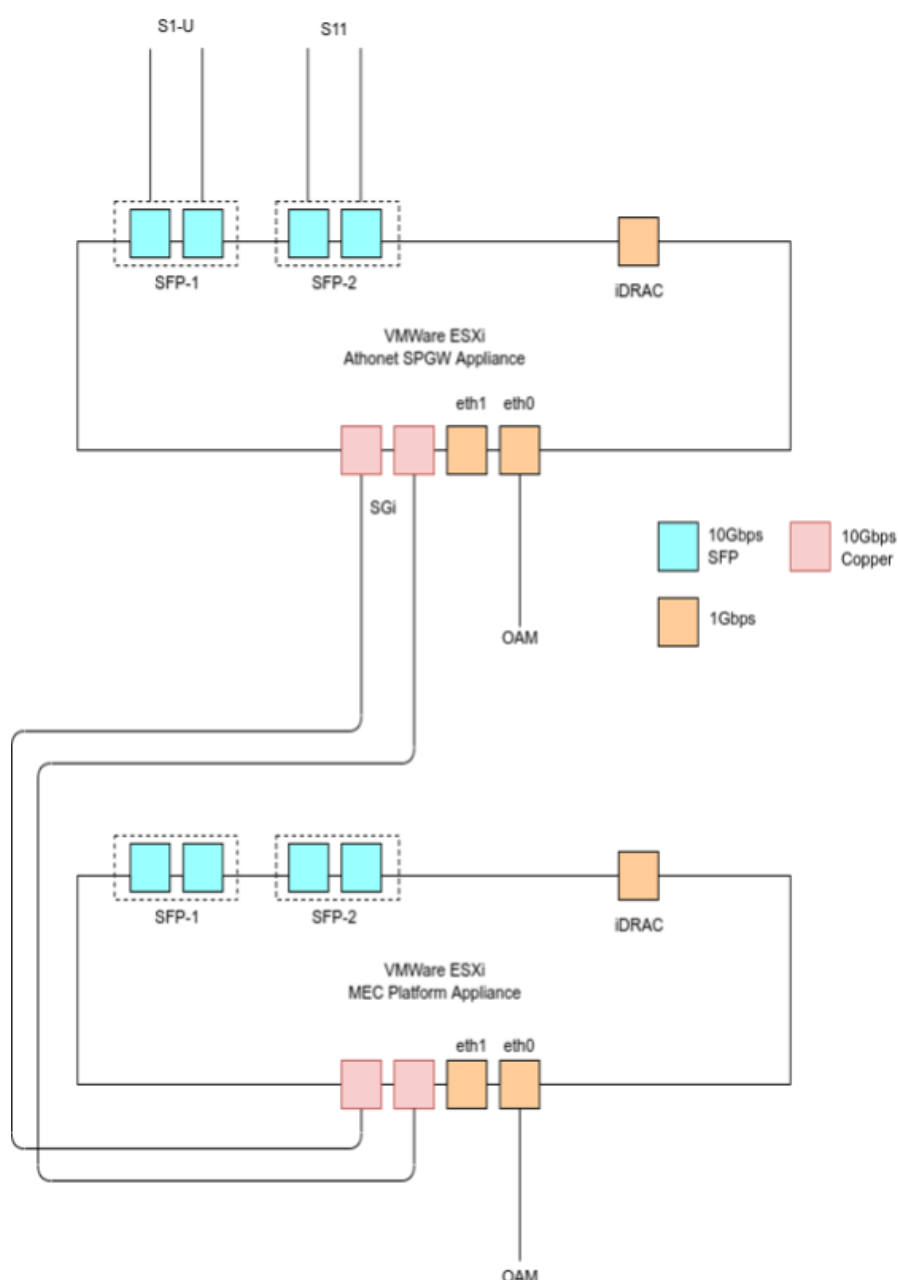 S1-U
S11
SFP-1
SFP-2
iDRAC
VMWare ESXi
Athonet SPGW Appliance
eth1
eth0
SGi
10Gbps
SFP
10Gbps
Copper
1Gbps
OAM
SFP-1
SFP-2
iDRAC
VMWare ESXi
MEC Platform Appliance
eth1
eth0
OAM